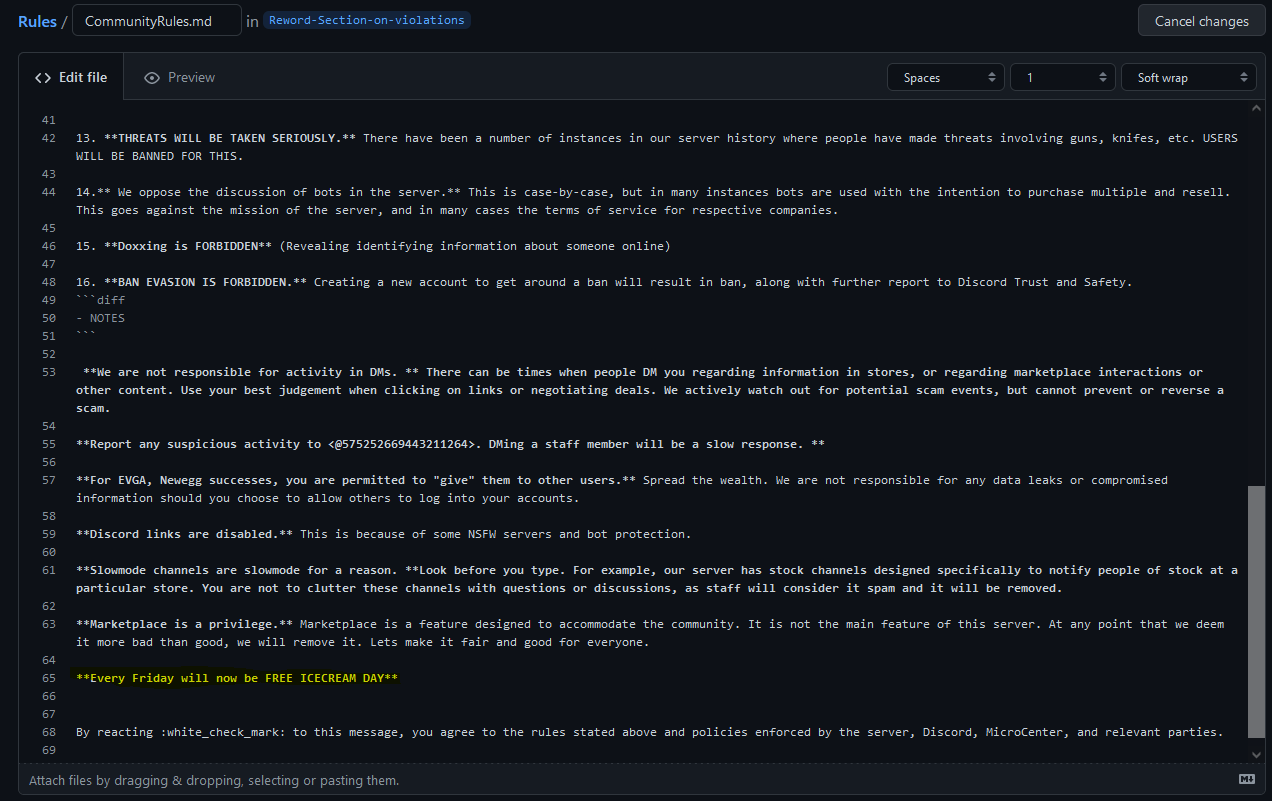 Rules / CommunityRules.md in Reword-Section-on-violations Cancel changes
<> Edit file Preview Spaces 1 Soft wrap
41
42 13. **THREATS WILL BE TAKEN SERIOUSLY.** There have been a number of instances in our server history where people have made threats involving guns, knifes, etc. USERS
WILL BE BANNED FOR THIS.
43
44 14.** We oppose the discussion of bots in the server.** This is case-by-case, but in many instances bots are used with the intention to purchase multiple and resell.
This goes against the mission of the server, and in many cases the terms of service for respective companies.
45
46 15. **Doxxing is FORBIDDEN** (Revealing identifying information about someone online)
47
48 16. **BAN EVASION IS FORBIDDEN.** Creating a new account to get around a ban will result in ban, along with further report to Discord Trust and Safety.
49 ```diff
50 - NOTES
51 ```
52
53 **We are not responsible for activity in DMs. ** There can be times when people DM you regarding information in stores, or regarding marketplace interactions or
other content. Use your best judgement when clicking on links or negotiating deals. We actively watch out for potential scam events, but cannot prevent or reverse a
scam.
54
55 **Report any suspicious activity to <@575252669443211264>. DMing a staff member will be a slow response. **
56
57 **For EVGA, Newegg successes, you are permitted to "give" them to other users.** Spread the wealth. We are not responsible for any data leaks or compromised
information should you choose to allow others to log into your accounts.
58
59 **Discord links are disabled.** This is because of some NSFW servers and bot protection.
60
61 **Slowmode channels are slowmode for a reason. **Look before you type. For example, our server has stock channels designed specifically to notify people of stock at a
particular store. You are not to clutter these channels with questions or discussions, as staff will consider it spam and it will be removed.
62
63 **Marketplace is a privilege.** Marketplace is a feature designed to accommodate the community. It is not the main feature of this server. At any point that we deem
it more bad than good, we will remove it. Lets make it fair and good for everyone.
64
65 **Every Friday will now be FREE ICECREAM DAY**
66
67
68 By reacting :white_check_mark: to this message, you agree to the rules stated above and policies enforced by the server, Discord, MicroCenter, and relevant parties.
69
Attach files by dragging & dropping, selecting or pasting them.